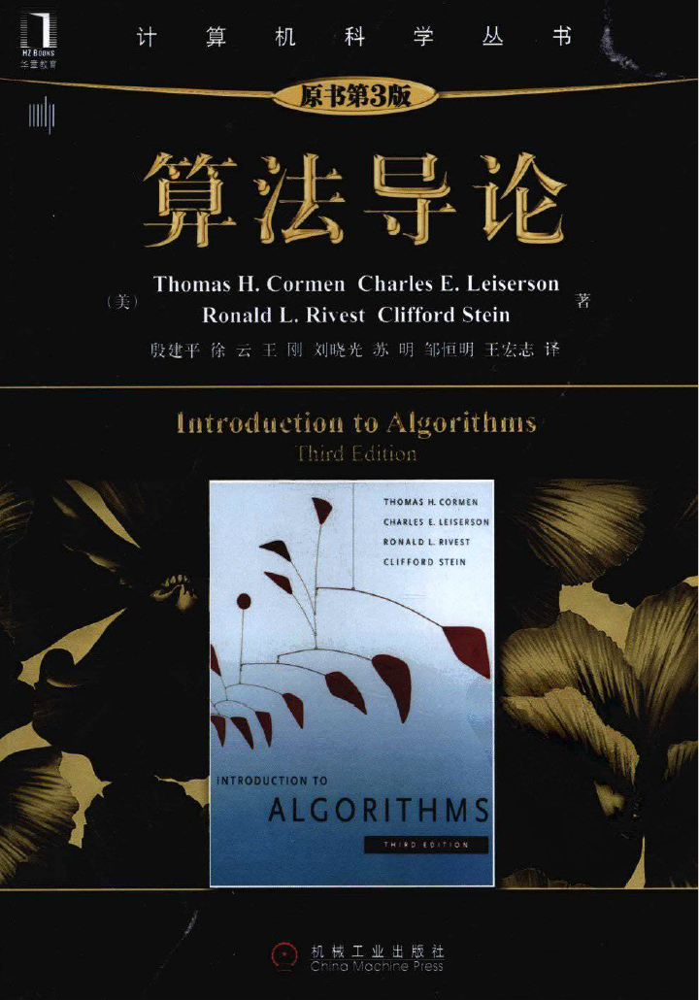 HZ BOOKS
华章教育
计算机科学丛书
原书第3版
算法导论
(美)
Thomas H. Cormen Charles E. Leiserson
Ronald L. Rivest Clifford Stein
著
殷建平 徐 云 王 刚 刘晓光 苏 明 邹恒明 王宏志 译
Introduction to Algorithms
Third Edition
THOMAS H. CORMEN
CHARLES E. LEISERSON
RONALD L. RIVEST
CLIFFORD STEIN
INTRODUCTION TO
ALGORITHMS
THIRD EDITION
机械工业出版社
China Machine Press